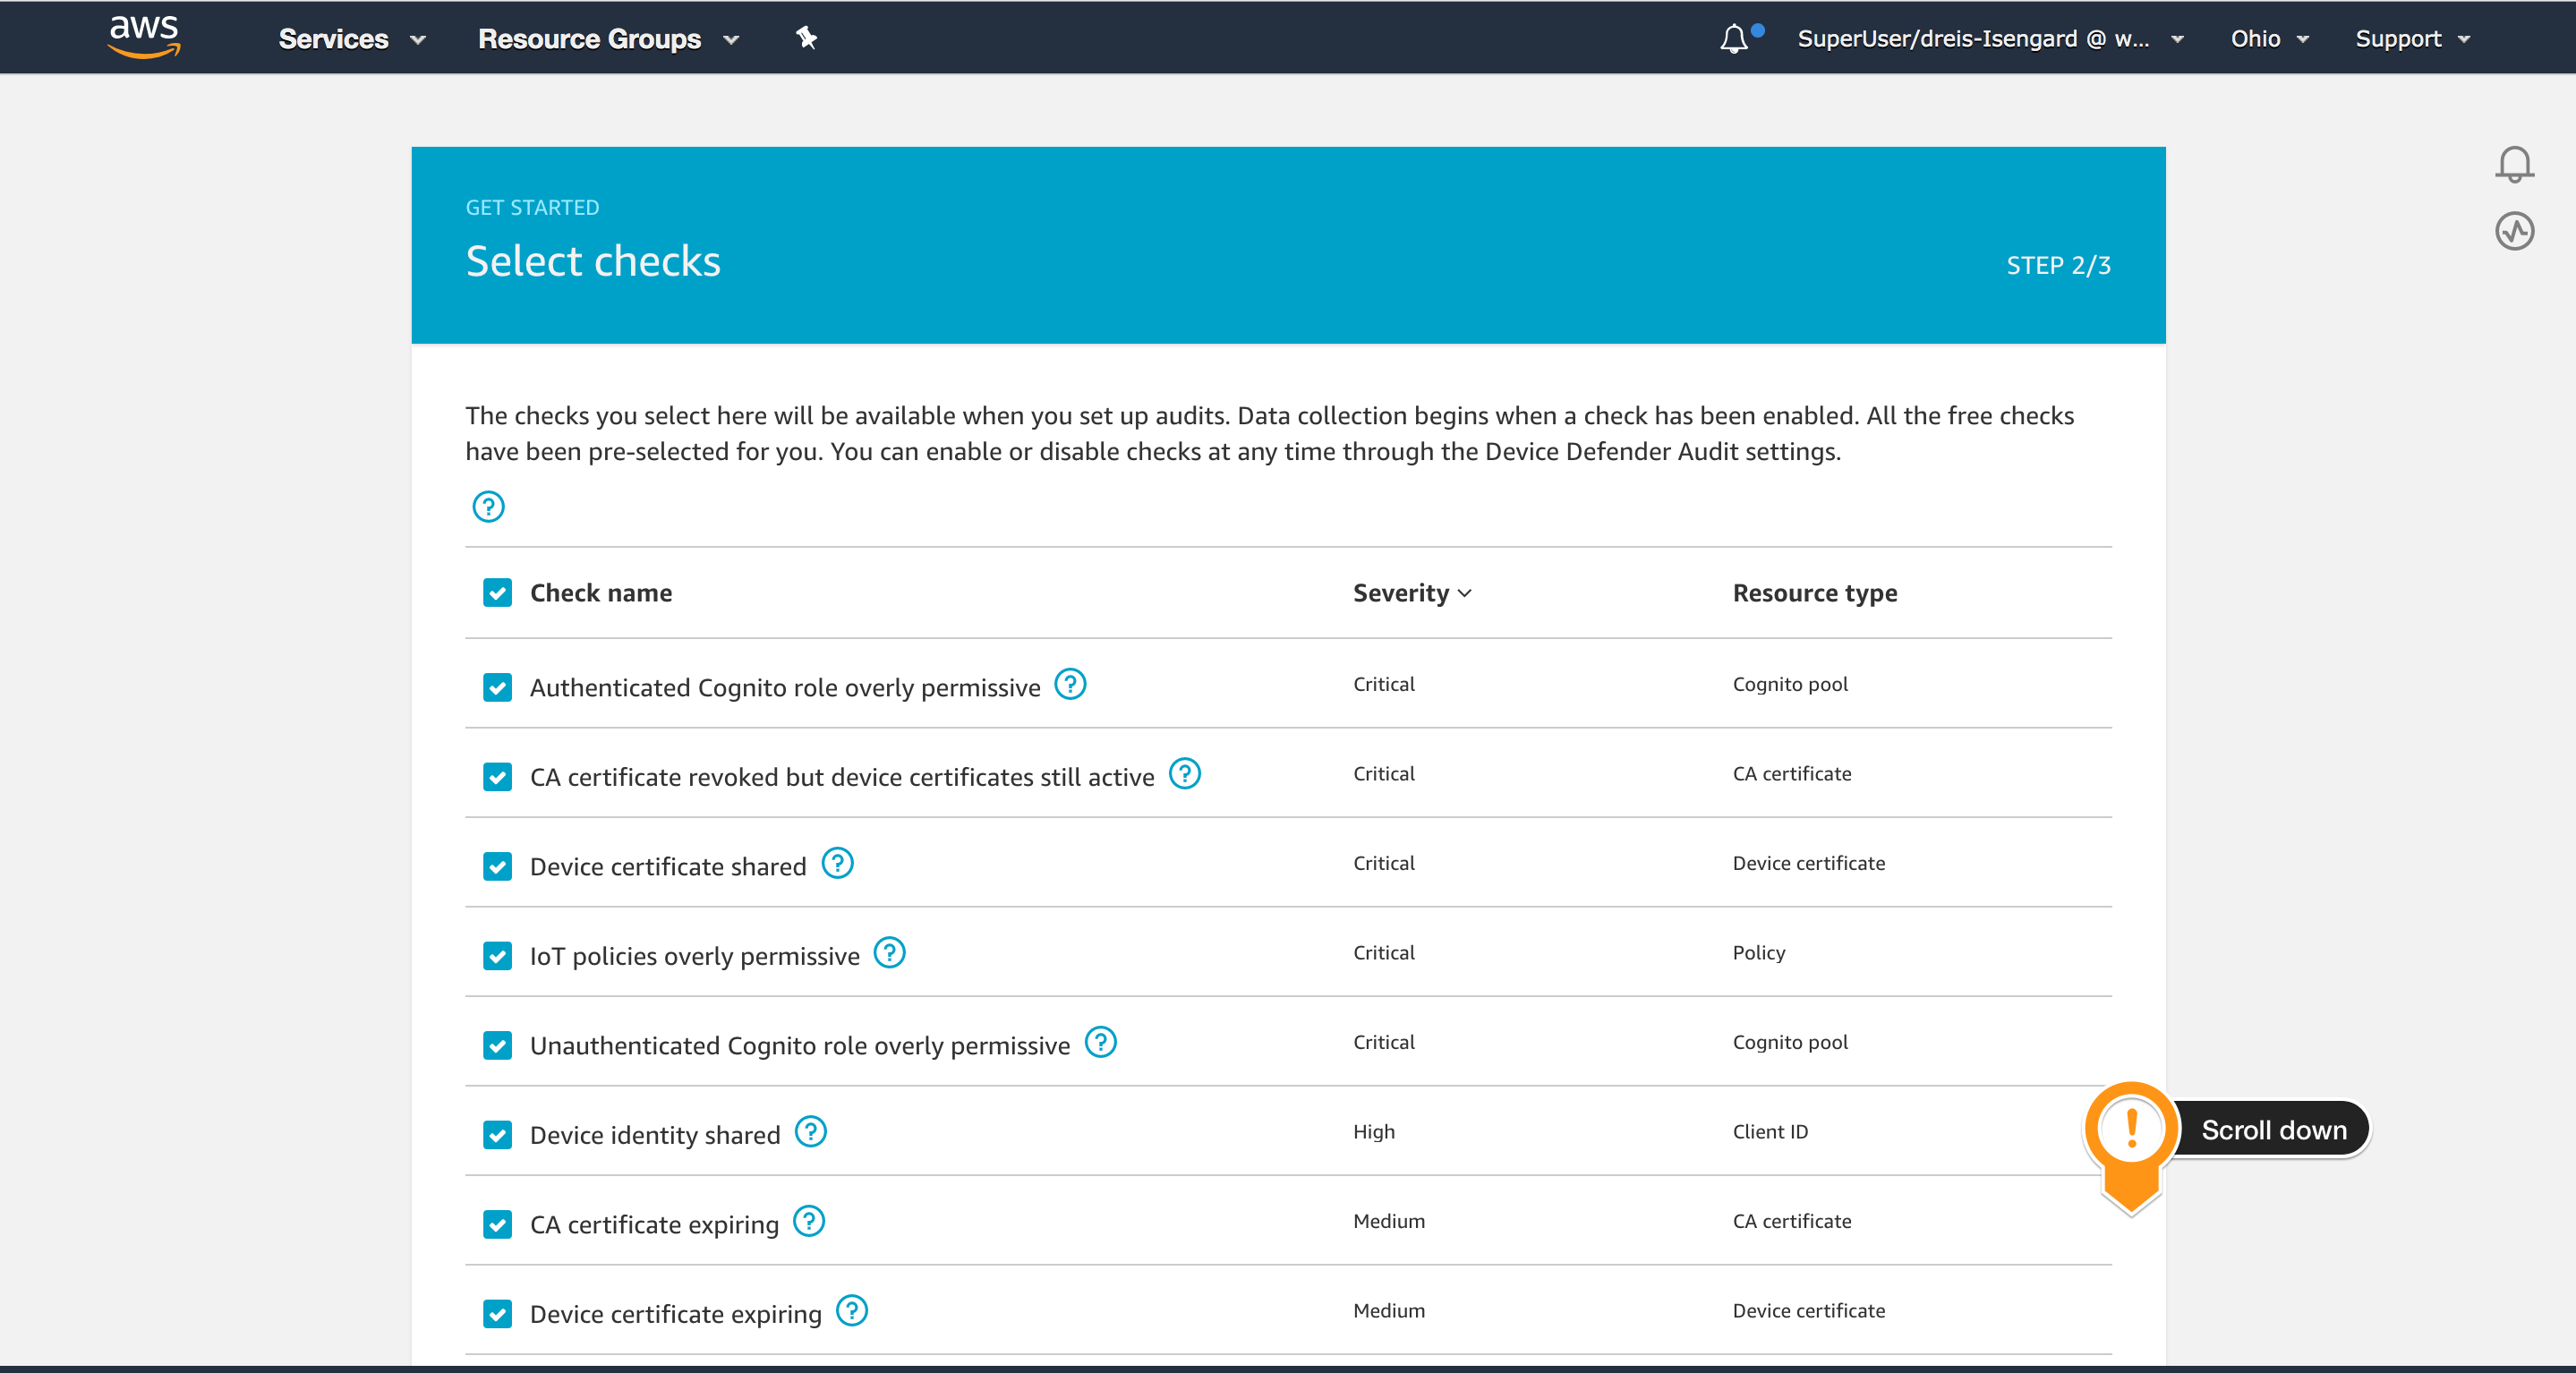 aws Services Resource Groups SuperUser/dreis-Isengard @ w... Ohio Support
GET STARTED
Select checks
STEP 2/3
The checks you select here will be available when you set up audits. Data collection begins when a check has been enabled. All the free checks
have been pre-selected for you. You can enable or disable checks at any time through the Device Defender Audit settings.
?
Check name Severity Resource type
Authenticated Cognito role overly permissive ? Critical Cognito pool
CA certificate revoked but device certificates still active ? Critical CA certificate
Device certificate shared ? Critical Device certificate
IoT policies overly permissive ? Critical Policy
Unauthenticated Cognito role overly permissive ? Critical Cognito pool
Device identity shared ? High Client ID
! Scroll down
CA certificate expiring ? Medium CA certificate
Device certificate expiring ? Medium Device certificate